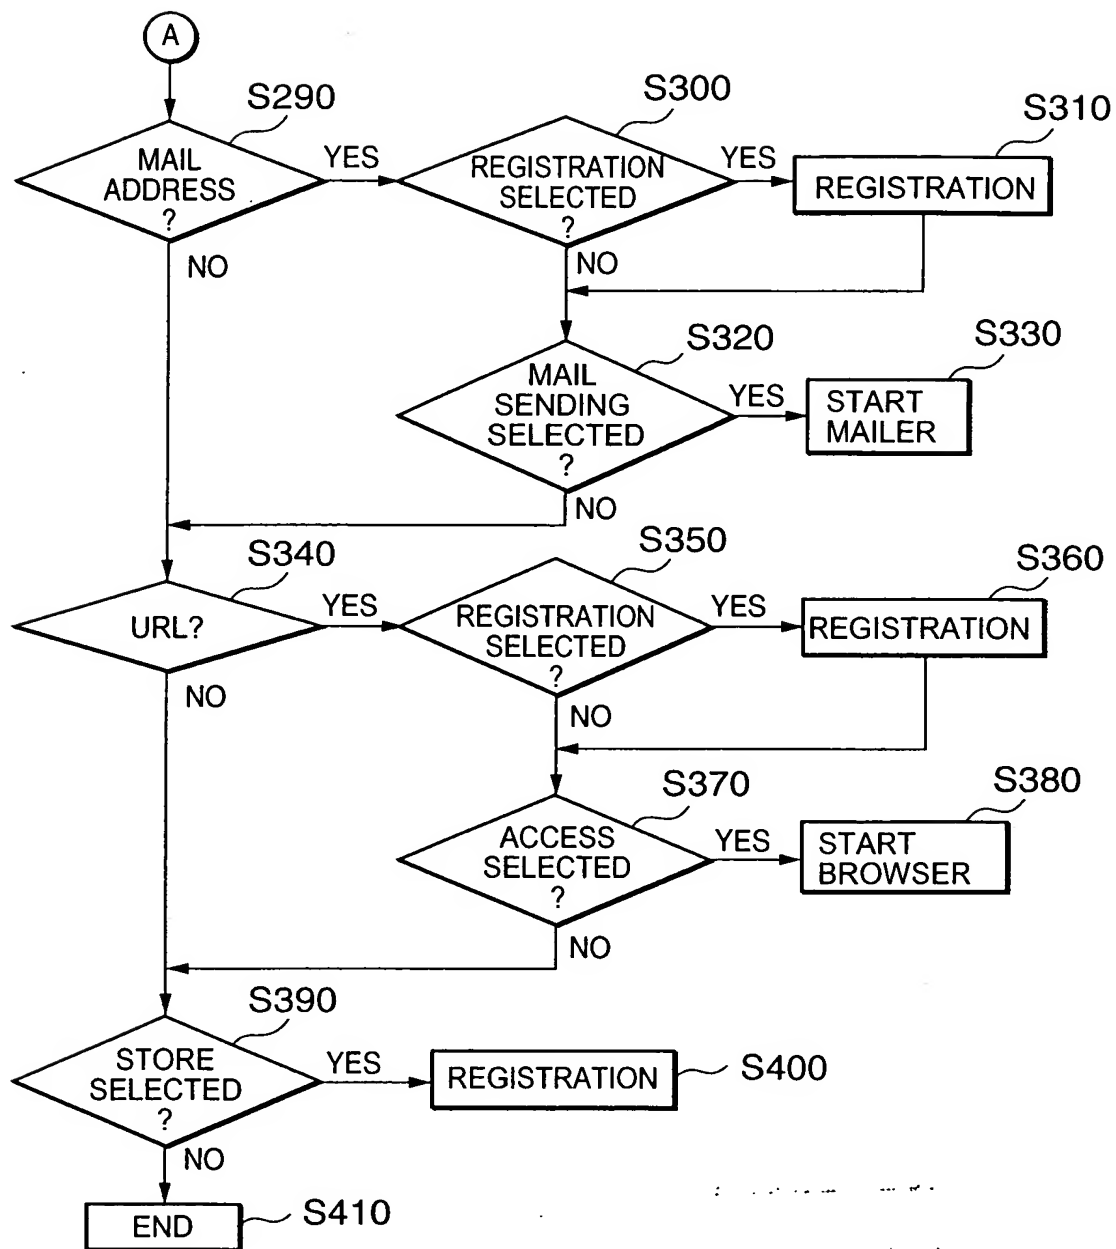 A
S290
MAIL
ADDRESS
?
YES
NO
S300
REGISTRATION
SELECTED
?
YES
NO
S310
REGISTRATION
S320
MAIL
SENDING
SELECTED
?
YES
NO
S330
START
MAILER
S340
URL?
YES
NO
S350
REGISTRATION
SELECTED
?
YES
NO
S360
REGISTRATION
S370
ACCESS
SELECTED
?
YES
NO
S380
START
BROWSER
S390
STORE
SELECTED
?
YES
NO
REGISTRATION
S400
END
S410